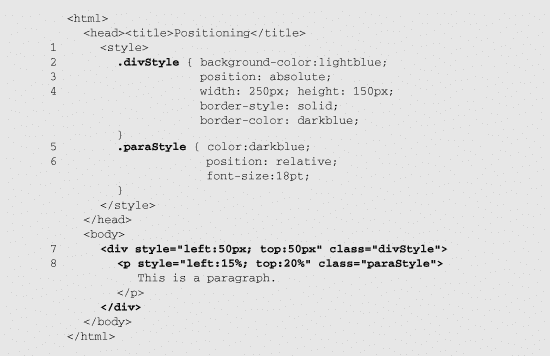 <html>
<head><title>Positioning</title>
1 <style>
2 .divStyle { background-color:lightblue;
3 position: absolute;
4 width: 250px; height: 150px;
border-style: solid;
border-color: darkblue;
}
5 .paraStyle { color:darkblue;
6 position: relative;
font-size:18pt;
}
</style>
</head>
<body>
7 <div style="left:50px; top:50px" class="divStyle">
8 <p style="left:15%; top:20%" class="paraStyle">
This is a paragraph.
</p>
</div>
</body>
</html>